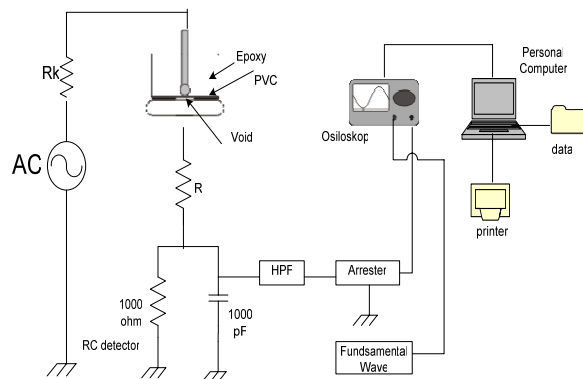 Rk
Epoxy
PVC
Void
AC
R
Osiloskop
Personal
Computer
data
printer
HPF
Arrester
1000
ohm
1000
pF
RC detector
Fundsamental
Wave